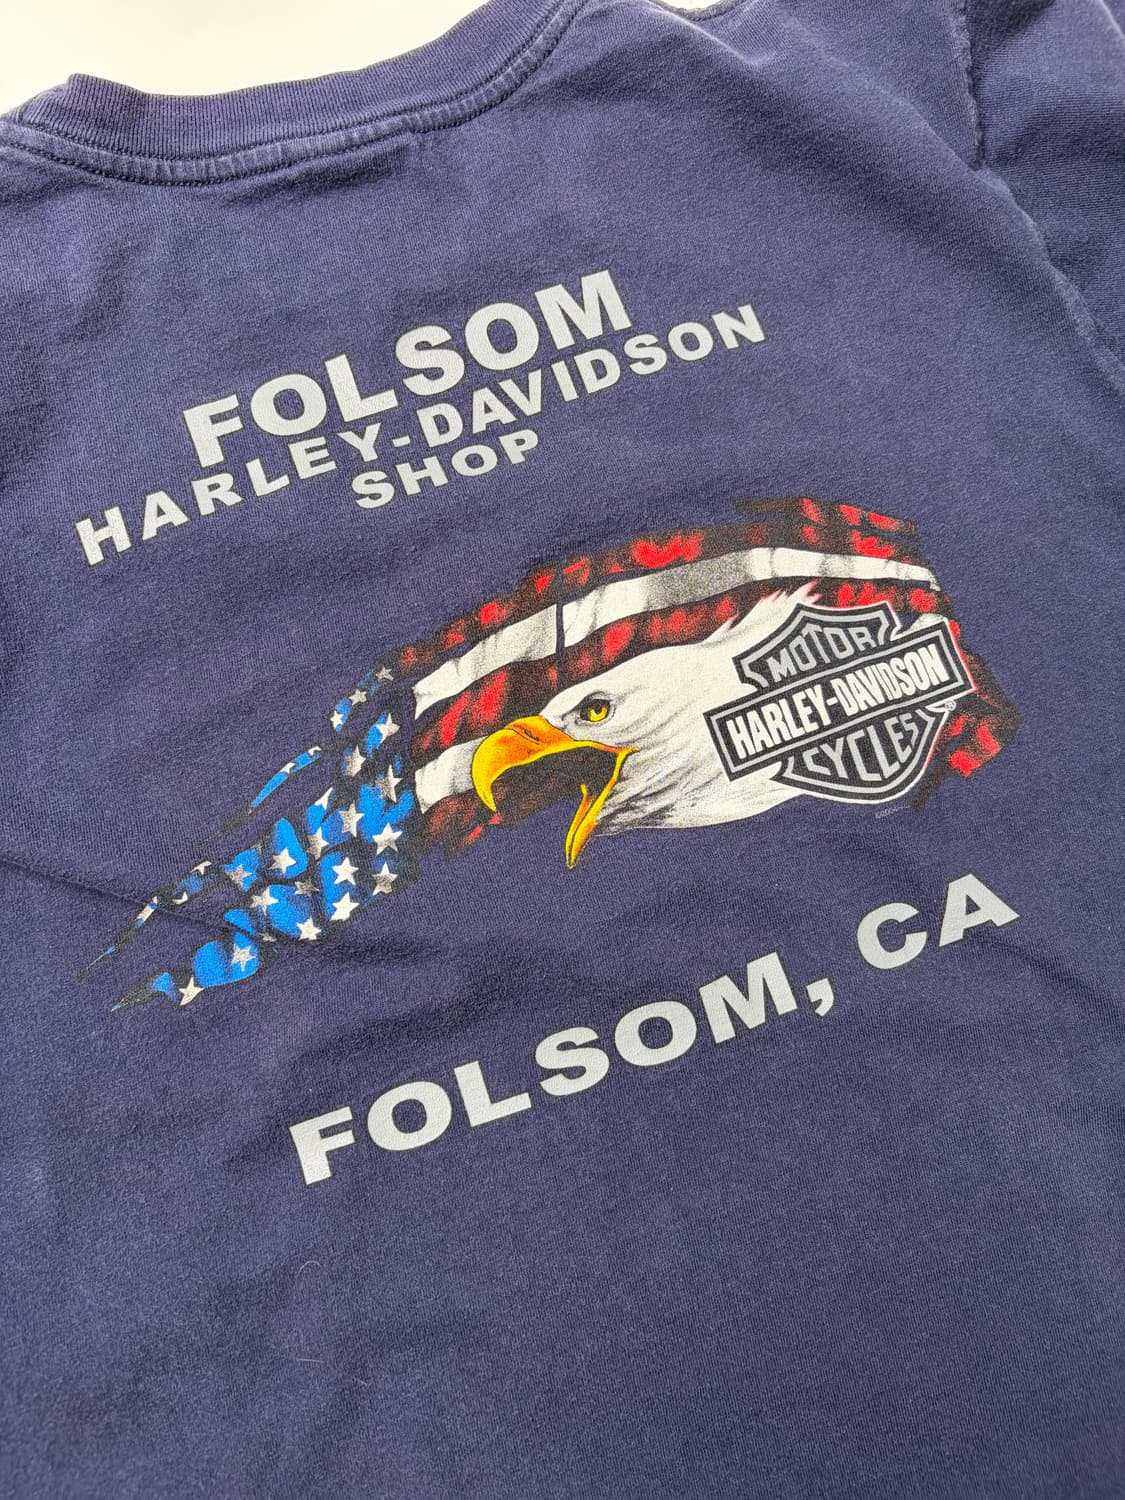 FOLSOM
HARLEY-DAVIDSON
SHOP
MOTOR
HARLEY-DAVIDSON
CYCLES
FOLSOM, CA